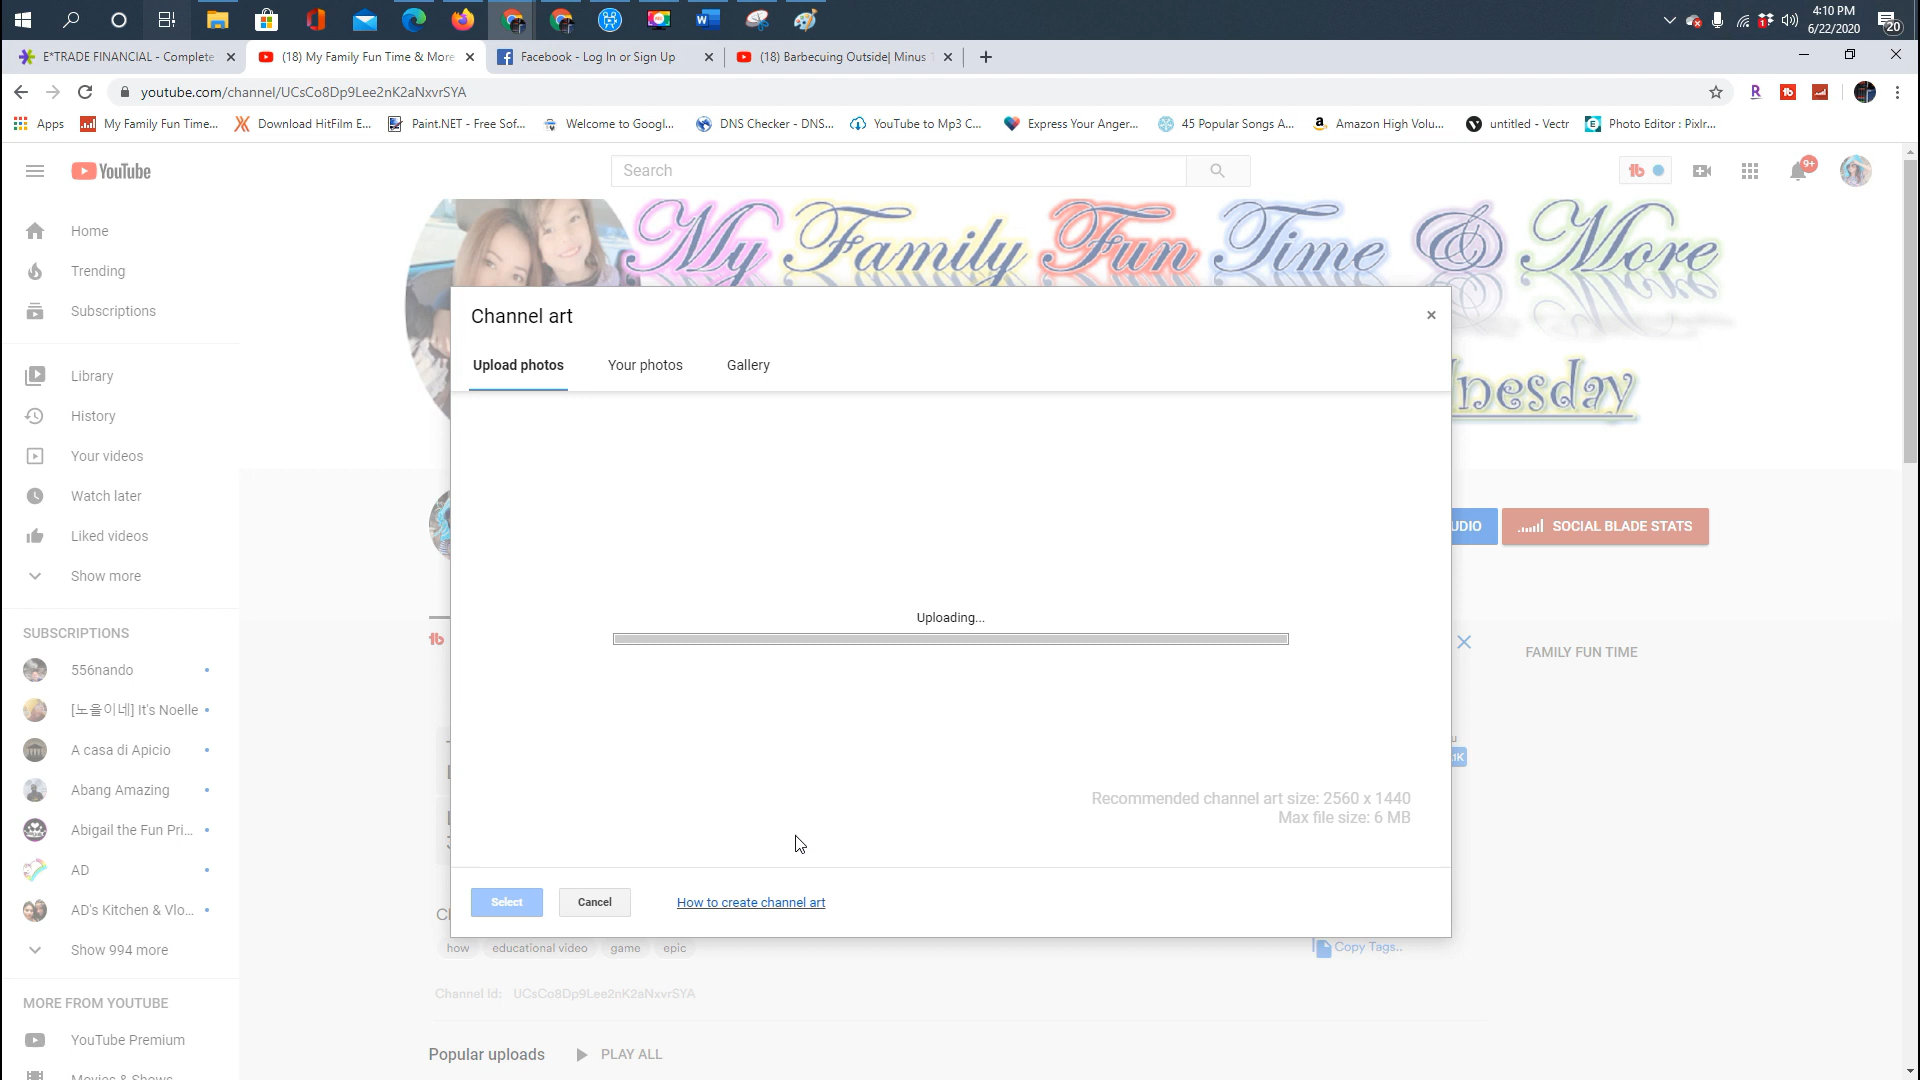 4:10 PM
6/22/2020
20
E*TRADE FINANCIAL - Complete
(18) My Family Fun Time & More
Facebook - Log In or Sign Up
(18) Barbecuing Outside| Minus
youtube.com/channel/UCsCo8Dp9Lee2nK2aNxvrSYA
Apps
My Family Fun Time...
Download HitFilm E...
Paint.NET - Free Sof...
Welcome to Googl...
DNS Checker - DNS...
YouTube to Mp3 C...
Express Your Anger...
45 Popular Songs A...
Amazon High Volu...
untitled - Vectr
Photo Editor : Pixlr...
YouTube
Search
9+
My Family Fun Time & More
nesday
Home
Trending
Subscriptions
Library
History
Your videos
Watch later
Liked videos
Show more
SUBSCRIPTIONS
556nando
[노을이네] It's Noelle
A casa di Apicio
Abang Amazing
Abigail the Fun Pri...
AD
AD's Kitchen & Vlo...
Show 994 more
MORE FROM YOUTUBE
YouTube Premium
Movies & Shows
Channel art
Upload photos
Your photos
Gallery
Uploading...
Recommended channel art size: 2560 x 1440
Max file size: 6 MB
Select
Cancel
How to create channel art
UDIO
SOCIAL BLADE STATS
FAMILY FUN TIME
how
educational video
game
epic
Copy Tags..
Channel Id: UCsCo8Dp9Lee2nK2aNxvrSYA
Popular uploads
PLAY ALL